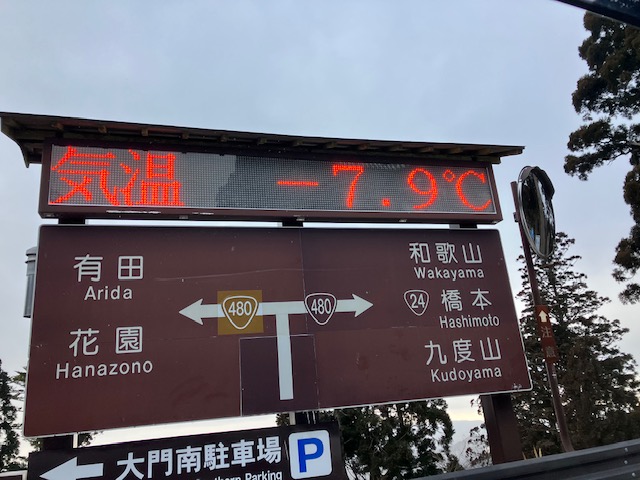 気温 −7.9℃
有田
Arida
花園
Hanazono
480
480
和歌山
Wakayama
24 橋本
Hashimoto
九度山
Kudoyama
大門南駐車場 P
Parking